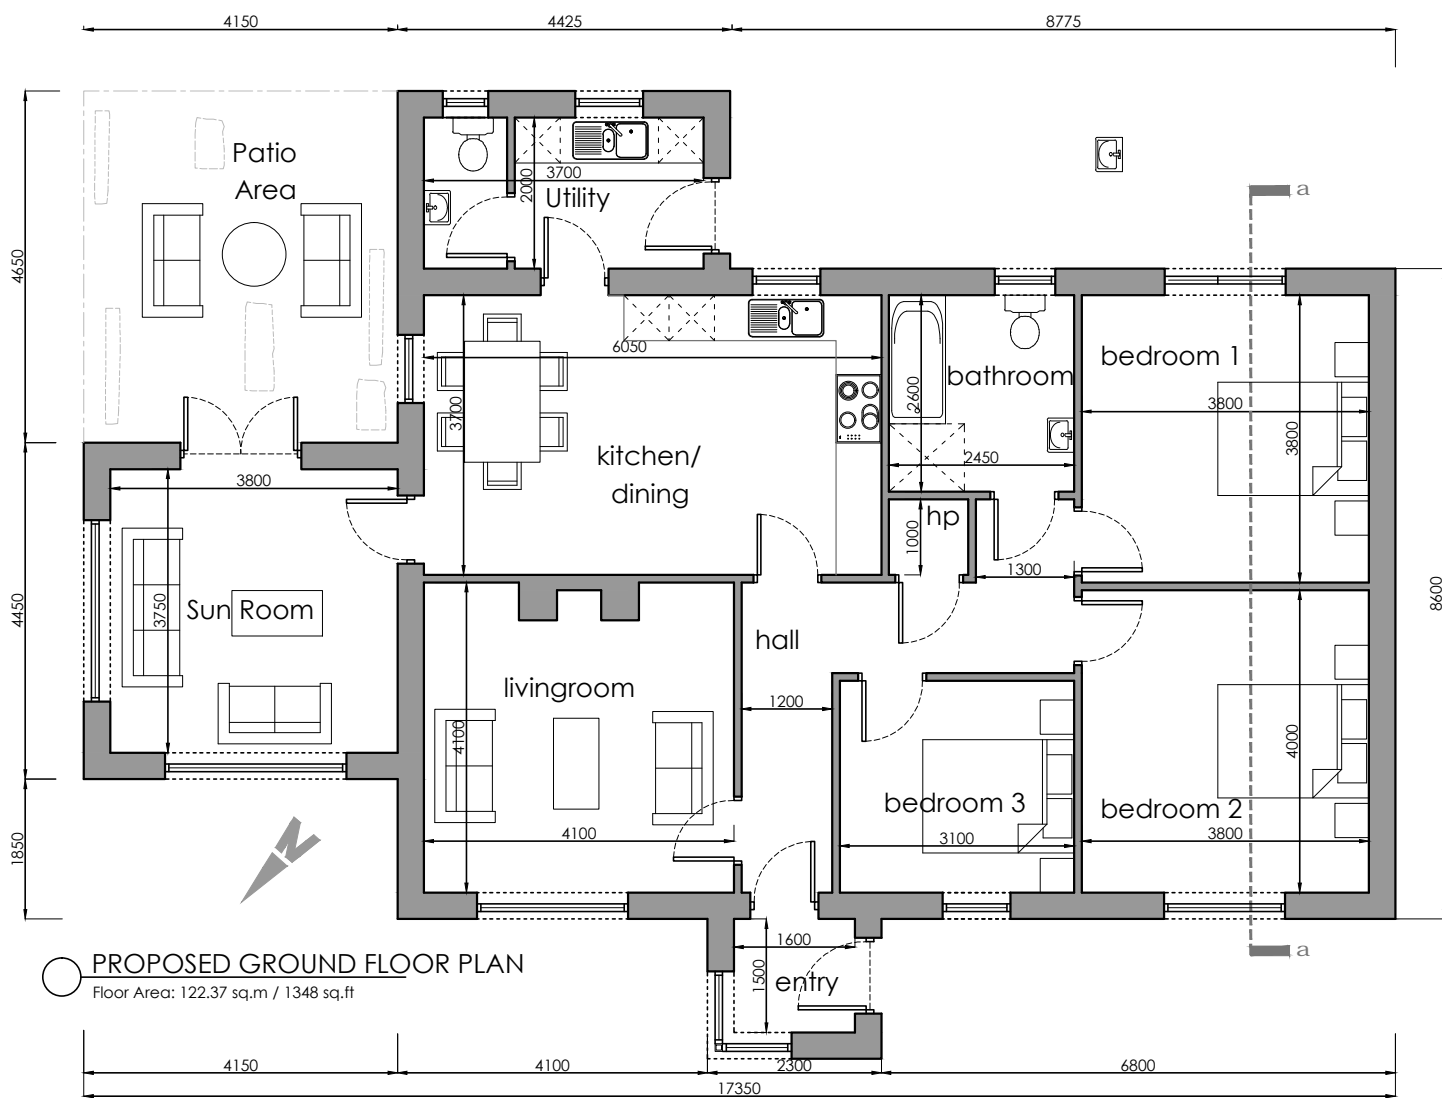 4150
4425
8775
Patio
Area
3700
2000
Utility
a
4650
6050
3700
kitchen/
dining
2600
bathroom
2450
bedroom 1
3800
3800
3800
hp
1000
1300
Sun Room
3750
4450
8600
hall
livingroom
4100
1200
4100
bedroom 3
3100
bedroom 2
4000
3800
1850
N
a
1600
1500
entry
PROPOSED GROUND FLOOR PLAN
Floor Area: 122.37 sq.m / 1348 sq.ft
4150
4100
2300
6800
17350